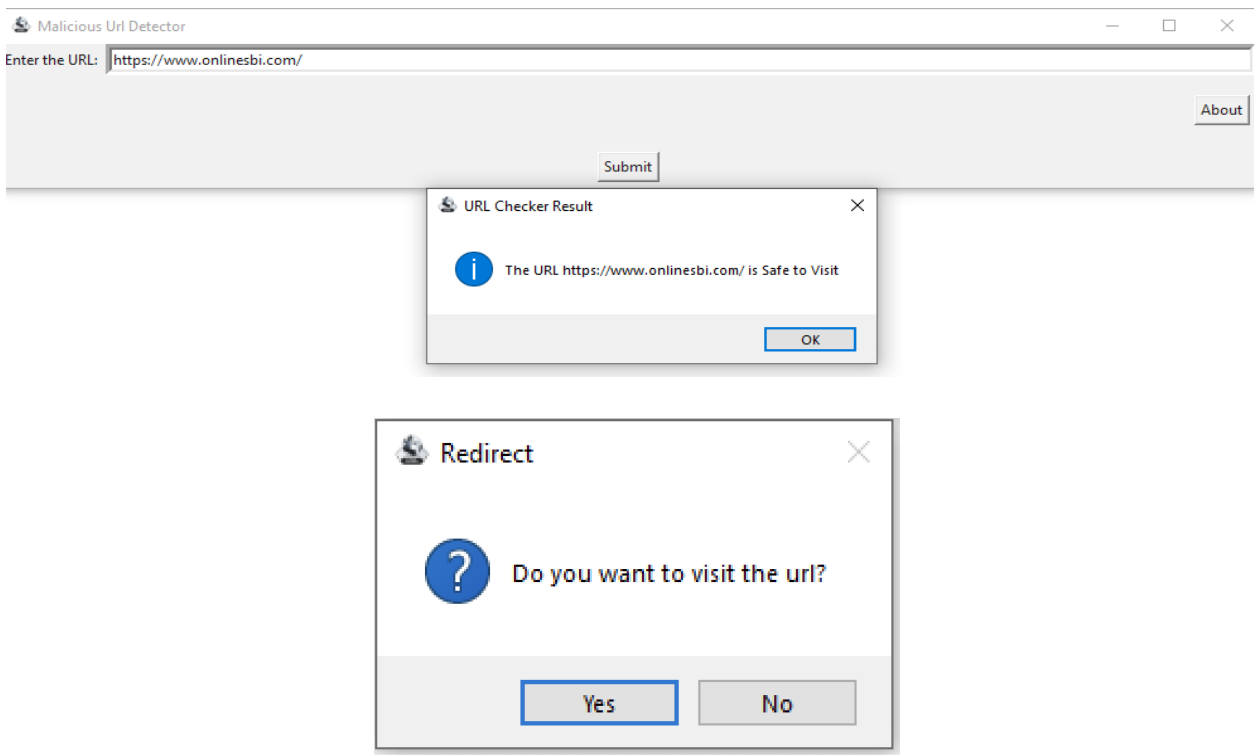 Malicious Url Detector
Enter the URL: https://www.onlinesbi.com/
About
Submit
URL Checker Result
The URL https://www.onlinesbi.com/ is Safe to Visit
OK
Redirect
Do you want to visit the url?
Yes No